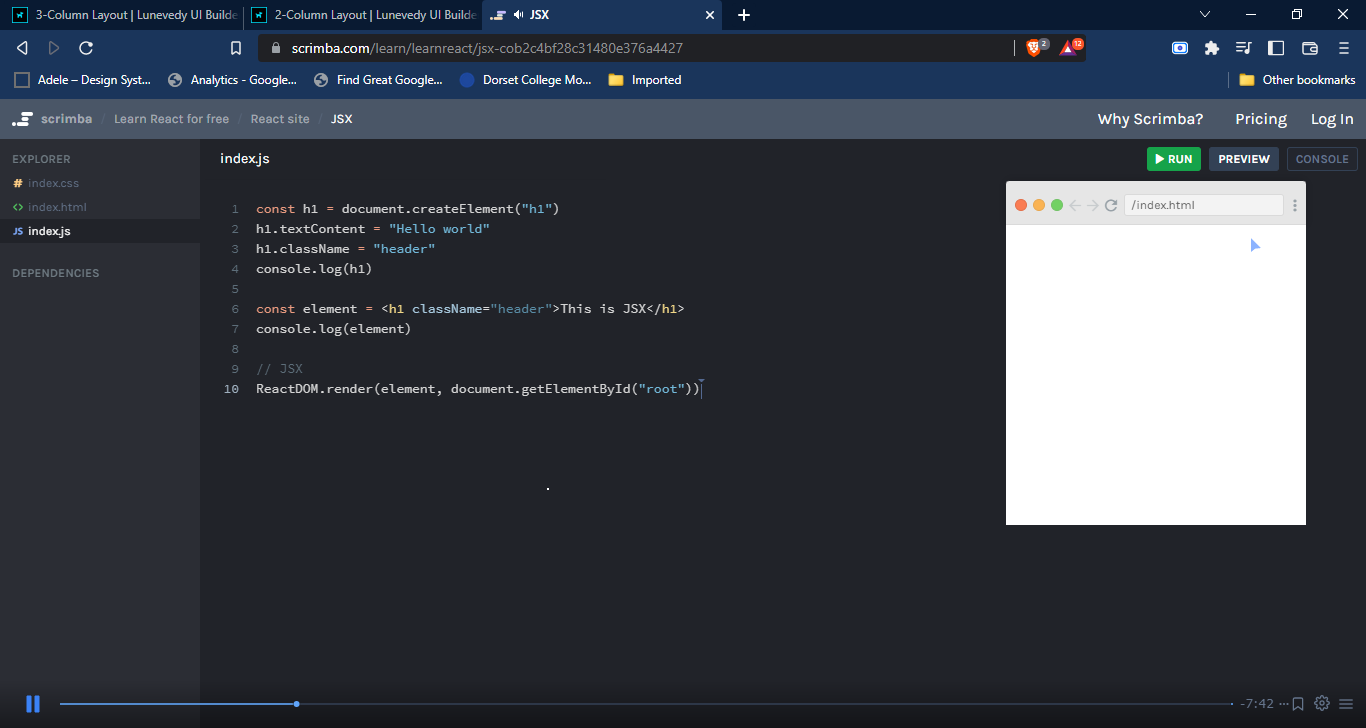 3-Column Layout | Lunevedy UI Builde
2-Column Layout | Lunevedy UI Builde
JSX
scrimba.com/learn/learnreact/jsx-cob2c4bf28c31480e376a4427
2
12
Adele – Design Syst...
Analytics - Google...
Find Great Google...
Dorset College Mo...
Imported
Other bookmarks
scrimba / Learn React for free / React site / JSX
Why Scrimba? Pricing Log In
EXPLORER
# index.css
<> index.html
JS index.js
DEPENDENCIES
index.js
RUN PREVIEW CONSOLE
/index.html
1 const h1 = document.createElement("h1")
2 h1.textContent = "Hello world"
3 h1.className = "header"
4 console.log(h1)
5
6 const element = <h1 className="header">This is JSX</h1>
7 console.log(element)
8
9 // JSX
10 ReactDOM.render(element, document.getElementById("root"))
-7:42